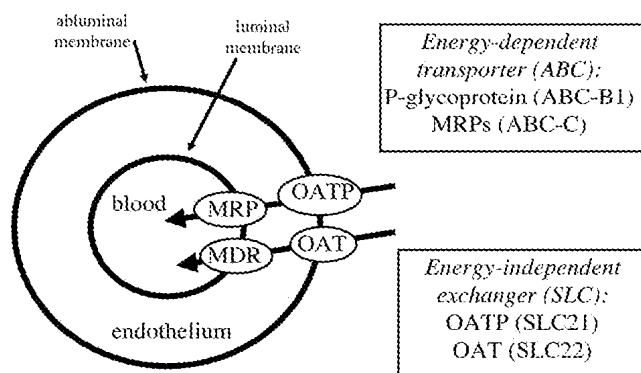 abluminal
membrane
luminal
membrane
blood
MRP
OATP
MDR
OAT
endothelium
Energy-dependent
transporter (ABC):
P-glycoprotein (ABC-B1)
MRPs (ABC-C)
Energy-independent
exchanger (SLC):
OATP (SLC21)
OAT (SLC22)